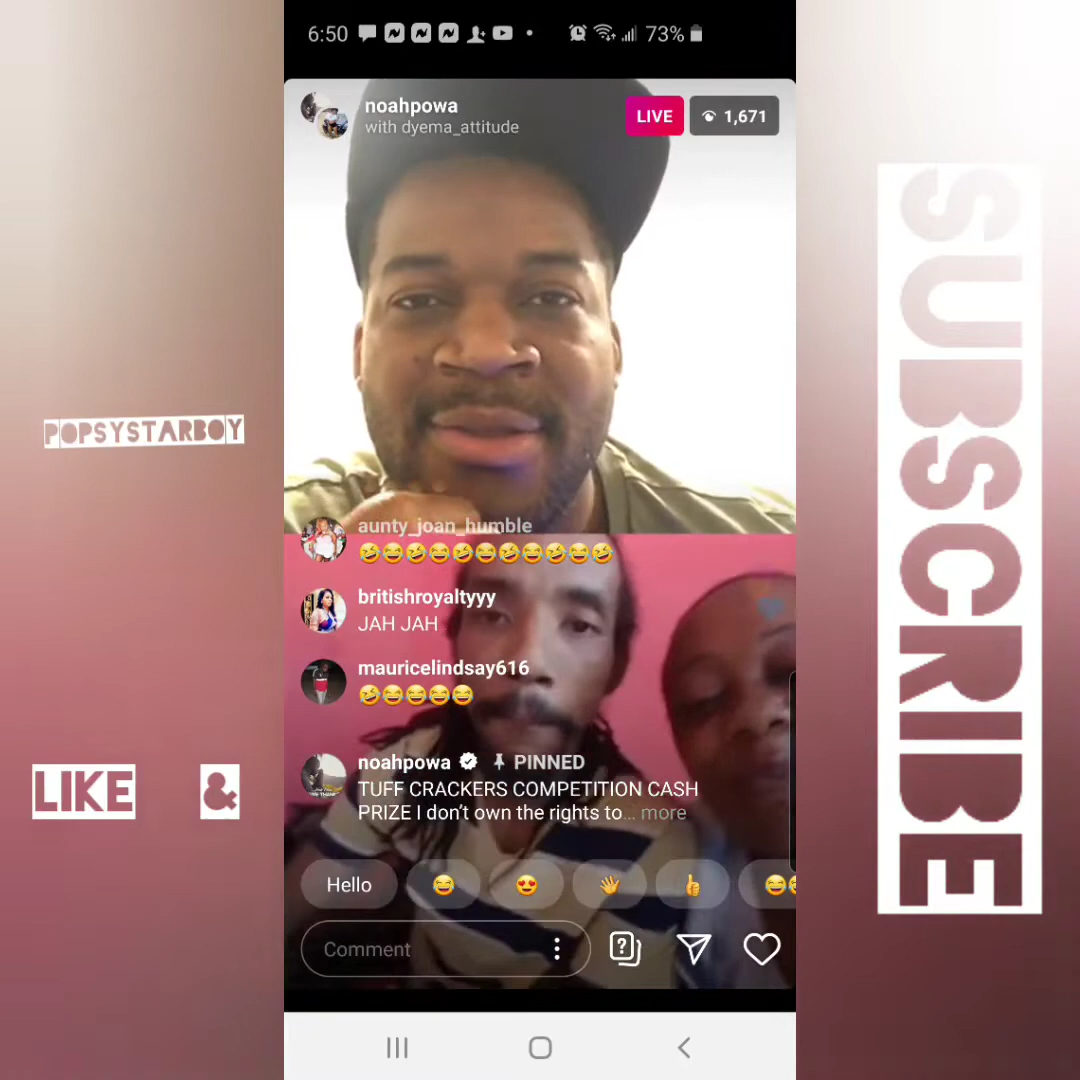 6:50
73%
noahpowa
with dyema_attitude
LIVE
1,671
POPSYSTARBOY
SUBSCRIBE
aunty_joan_humble
🤣😂🤣😂🤣😂🤣😂🤣😂🤣
britishroyaltyyy
JAH JAH
mauricelindsay616
🤣😂😂😂😂
LIKE &
noahpowa PINNED
TUFF CRACKERS COMPETITION CASH
PRIZE I don't own the rights to... more
Hello 😂 😍 👋 👍 😂
Comment